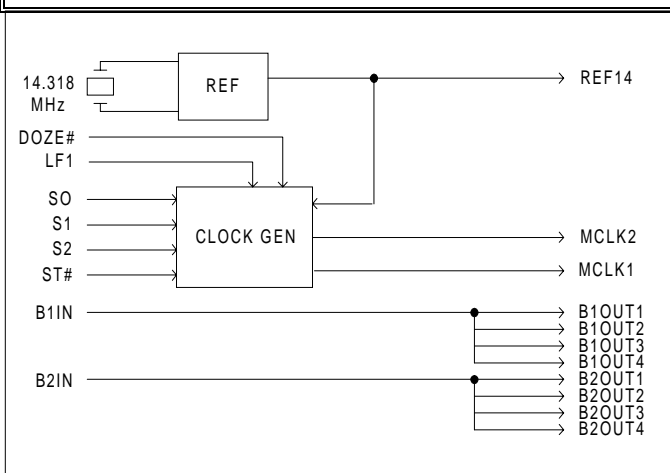 14.318
MHz
REF
REF14
DOZE#
LF1
SO
S1
S2
ST#
CLOCK GEN
MCLK2
MCLK1
B1IN
B1OUT1
B1OUT2
B1OUT3
B1OUT4
B2IN
B2OUT1
B2OUT2
B2OUT3
B2OUT4